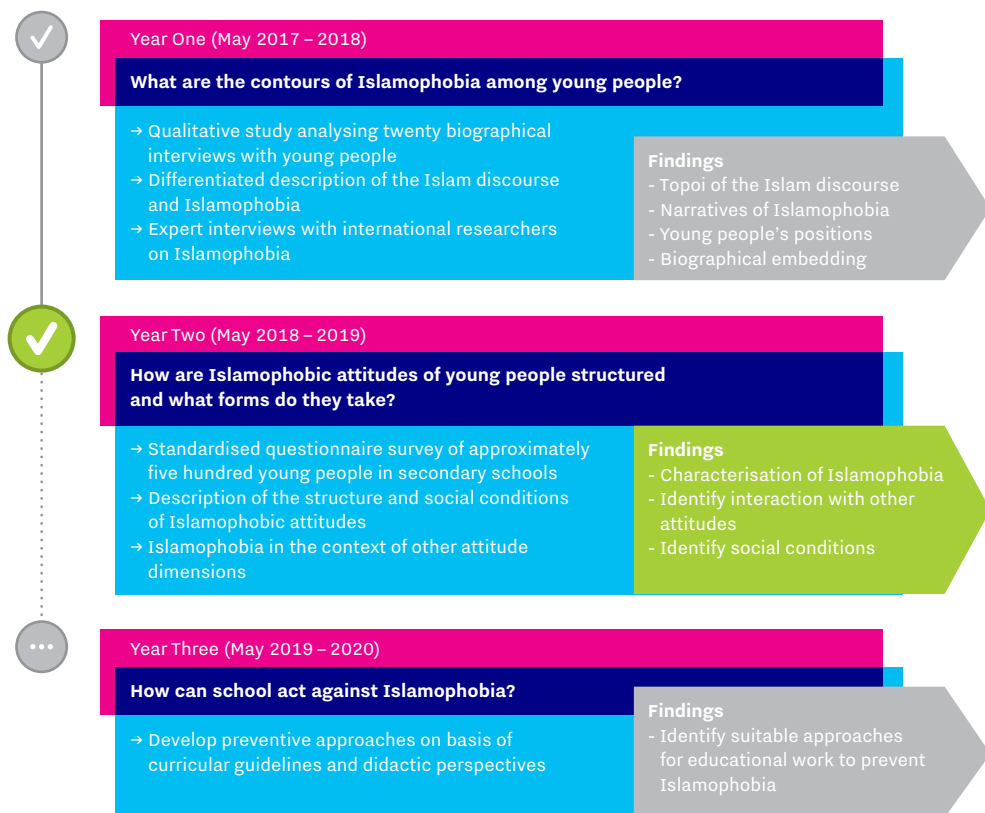 Year One (May 2017 – 2018)
What are the contours of Islamophobia among young people?
→ Qualitative study analysing twenty biographical
interviews with young people
→ Differentiated description of the Islam discourse
and Islamophobia
→ Expert interviews with international researchers
on Islamophobia
Findings
- Topoi of the Islam discourse
- Narratives of Islamophobia
- Young people’s positions
- Biographical embedding
Year Two (May 2018 – 2019)
How are Islamophobic attitudes of young people structured
and what forms do they take?
→ Standardised questionnaire survey of approximately
five hundred young people in secondary schools
→ Description of the structure and social conditions
of Islamophobic attitudes
→ Islamophobia in the context of other attitude
dimensions
Findings
- Characterisation of Islamophobia
- Identify interaction with other
attitudes
- Identify social conditions
Year Three (May 2019 – 2020)
How can school act against Islamophobia?
→ Develop preventive approaches on basis of
curricular guidelines and didactic perspectives
Findings
- Identify suitable approaches
for educational work to prevent
Islamophobia